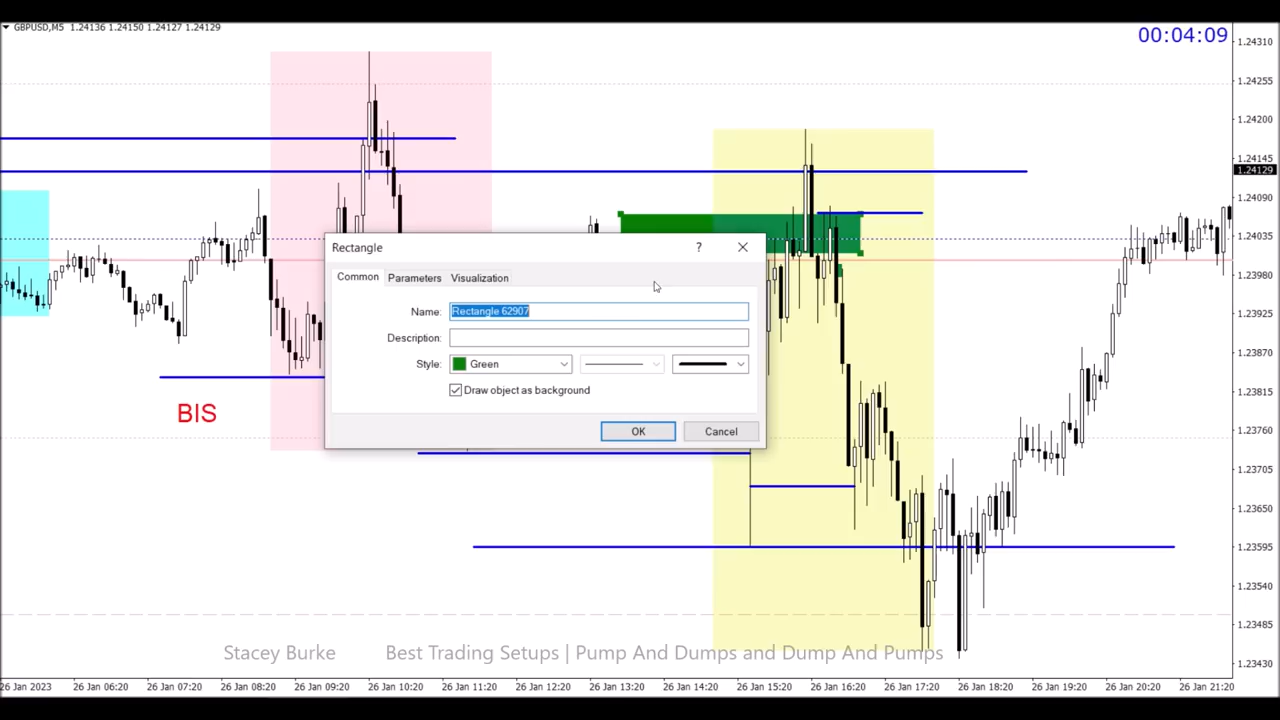 GBPUSD,M5 1.24136 1.24150 1.24127 1.24129
00:04:09
1.24310
1.24255
1.24200
1.24145
1.24129
1.24090
1.24035
1.23980
1.23925
1.23870
1.23815
1.23760
1.23705
1.23650
1.23595
1.23540
1.23485
1.23430
Rectangle ?
Common Parameters Visualization
Name: Rectangle 62907
Description:
Style: Green
Draw object as background
OK Cancel
BIS
Stacey Burke Best Trading Setups | Pump And Dumps and Dump And Pumps
26 Jan 2023 26 Jan 06:20 26 Jan 07:20 26 Jan 08:20 26 Jan 09:20 26 Jan 10:20 26 Jan 11:20 26 Jan 12:20 26 Jan 13:20 26 Jan 14:20 26 Jan 15:20 26 Jan 16:20 26 Jan 17:20 26 Jan 18:20 26 Jan 19:20 26 Jan 20:20 26 Jan 21:20